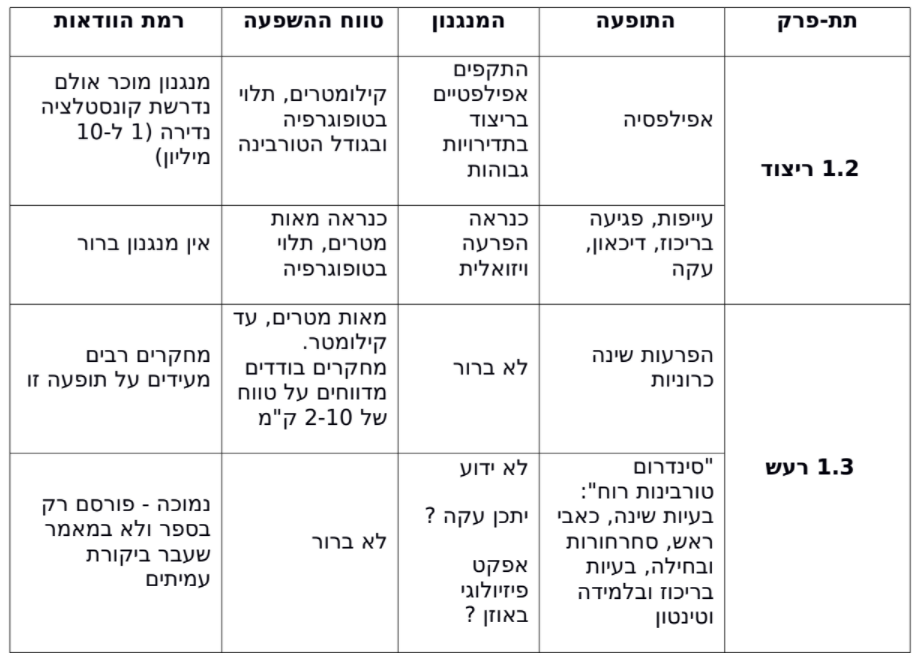 תת-פרק
התופעה
המנגנון
טווח ההשפעה
רמת הוודאות
1.2 ריצוד
אפילפסיה
התקפים
אפילפטיים
בריצוד
בתדירויות
גבוהות
קילומטרים, תלוי
בטופוגרפיה
ובגודל הטורבינה
מנגנון מוכר אולם
נדרשת קונסטלציה
נדירה (1 ל-10
מיליון)
עייפות, פגיעה
בריכוז, דיכאון,
עקה
כנראה
הפרעה
ויזואלית
כנראה מאות
מטרים, תלוי
בטופוגרפיה
אין מנגנון ברור
1.3 רעש
הפרעות שינה
כרוניות
לא ברור
מאות מטרים, עד
קילומטר.
מחקרים בודדים
מדווחים על טווח
של 2-10 ק"מ
מחקרים רבים
מעידים על תופעה זו
"סינדרום
טורבינות רוח":
בעיות שינה, כאבי
ראש, סחרחורות
ובחילה, בעיות
בריכוז ובלמידה
וטינטון
לא ידוע
יתכן עקה ?
אפקט
פיזיולוגי
באוזן ?
לא ברור
נמוכה - פורסם רק
בספר ולא במאמר
שעבר ביקורת
עמיתים